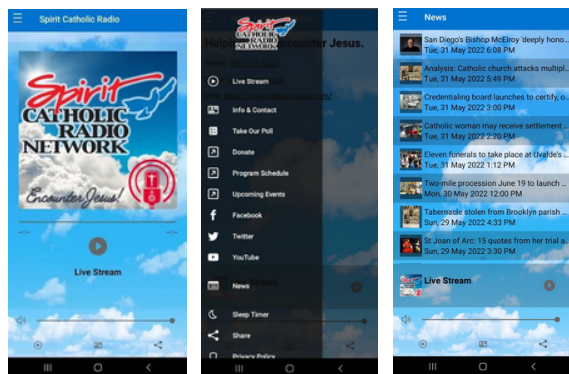 Spirit Catholic Radio
Spirit
CATHOLIC
RADIO
NETWORK
Encounter Jesus!
Live Stream
Spirit
CATHOLIC
RADIO
NETWORK
Encounter Jesus.
Live Stream
Info & Contact
Take Our Poll
Donate
Program Schedule
Upcoming Events
Facebook
Twitter
YouTube
News
Sleep Timer
Share
Privacy Policy
News
San Diego's Bishop McElroy 'deeply hono...
Tue, 31 May 2022 6:08 PM
Analysis: Catholic church attacks multipl...
Tue, 31 May 2022 5:49 PM
Credentialing board launches to certify, o...
Tue, 31 May 2022 3:00 PM
Catholic woman may receive settlement ...
Tue, 31 May 2022 2:20 PM
Eleven funerals to take place at Uvalde's ...
Tue, 31 May 2022 1:12 PM
Two-mile procession June 19 to launch ...
Mon, 30 May 2022 12:00 PM
Tabernacle stolen from Brooklyn parish ...
Sun, 29 May 2022 4:33 PM
St Joan of Arc: 15 quotes from her trial a...
Sun, 29 May 2022 3:30 PM
Live Stream